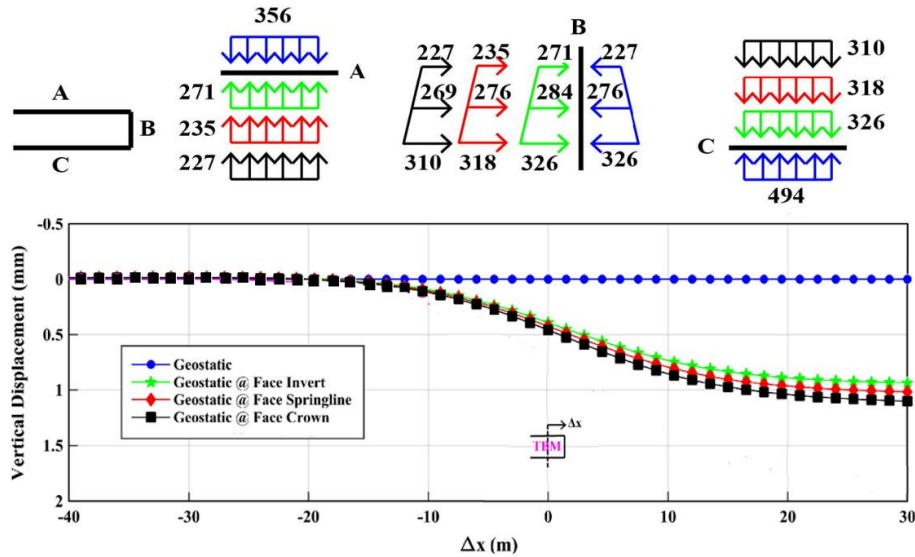 356
A
271
235
227
A
B
C
B
227 235 271 227
269 276 284 276
310 318 326 326
310
318
326
C
494
-0.5
0
0.5
1
1.5
2
Vertical Displacement (mm)
Geostatic
Geostatic @ Face Invert
Geostatic @ Face Springline
Geostatic @ Face Crown
Δx
TBM
-40 -30 -20 -10 0 10 20 30
Δx (m)